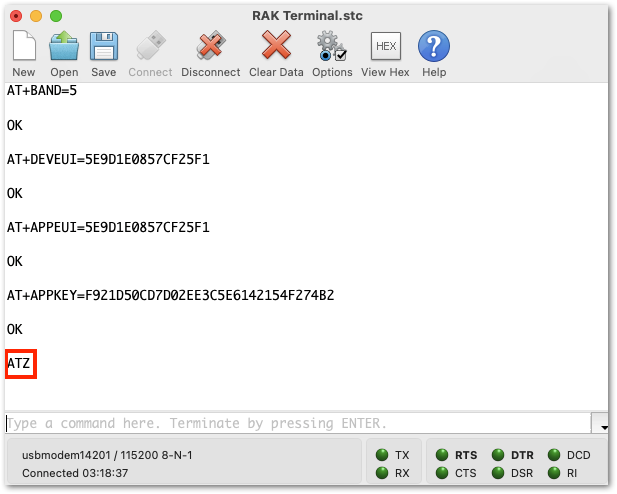 RAK Terminal.stc
New Open Save Connect Disconnect Clear Data Options View Hex Help
HEX
?
AT+BAND=5
OK
AT+DEVEUI=5E9D1E0857CF25F1
OK
AT+APPEUI=5E9D1E0857CF25F1
OK
AT+APPKEY=F921D50CD7D02EE3C5E6142154F274B2
OK
ATZ
Type a command here. Terminate by pressing ENTER.
usbmodem14201 / 115200 8-N-1
Connected 03:18:37
TX RTS DTR DCD
RX CTS DSR RI